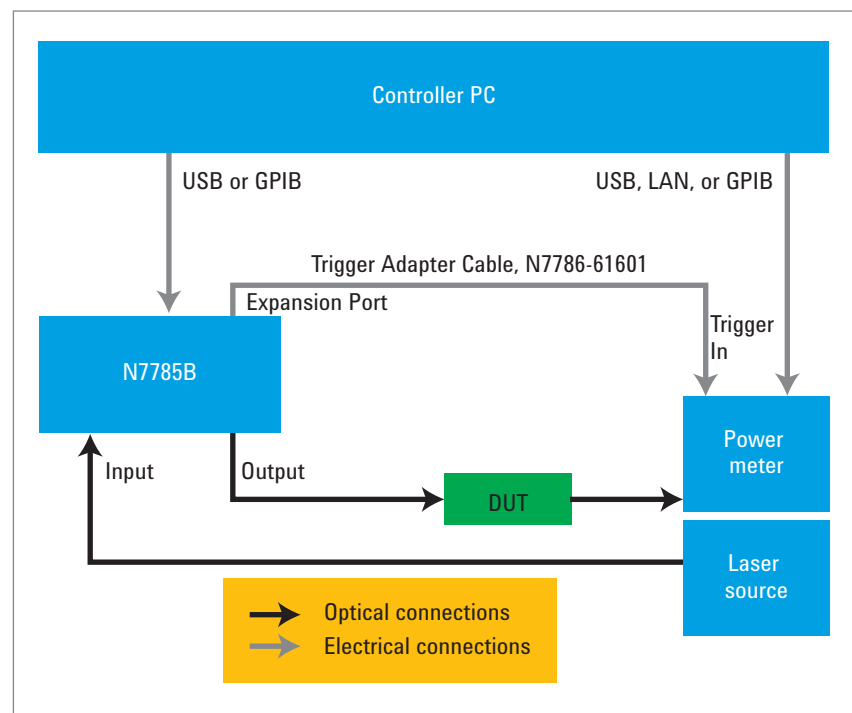 Controller PC
USB or GPIB
USB, LAN, or GPIB
Trigger Adapter Cable, N7786-61601
Expansion Port
Trigger
In
N7785B
Power
meter
Input
Output
DUT
Laser
source
Optical connections
Electrical connections